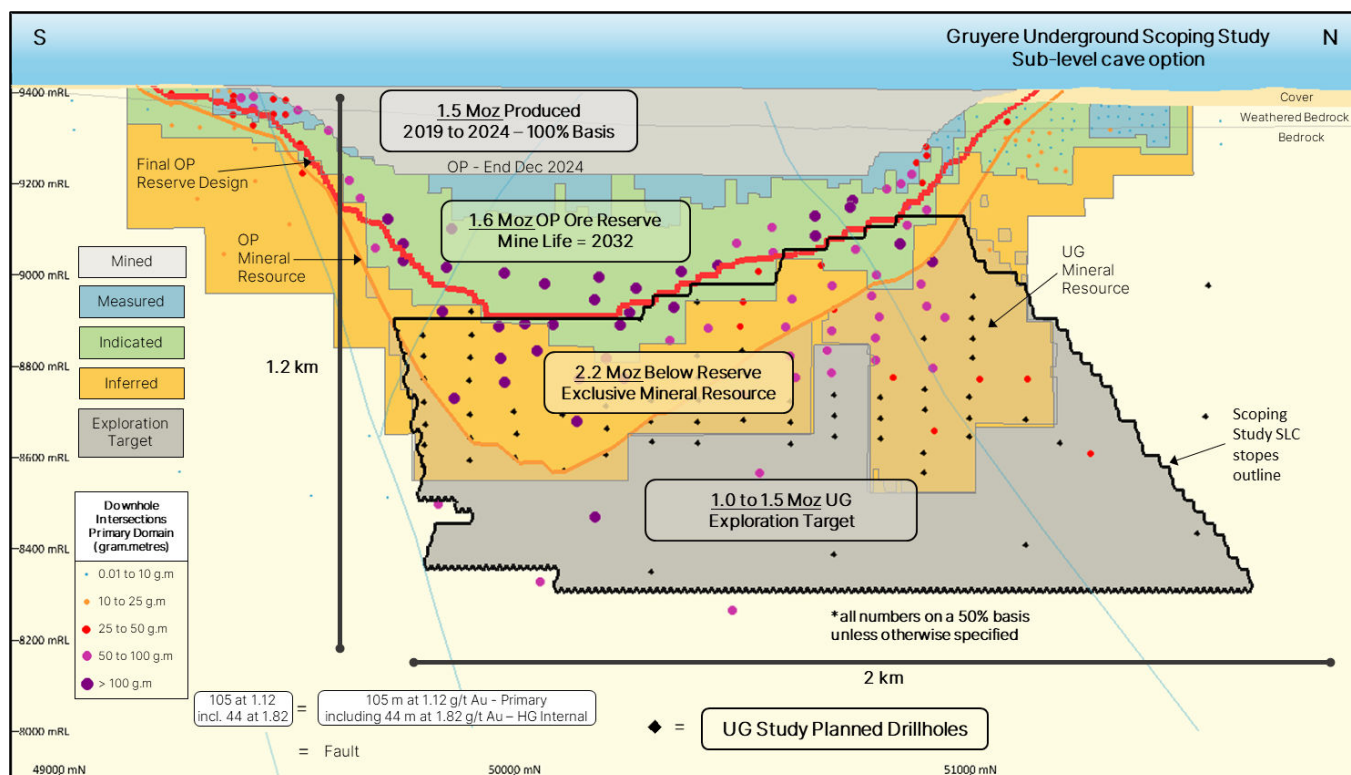 S
Gruyere Underground Scoping Study
Sub-level cave option
N
9400 mRL
9200 mRL
9000 mRL
8800 mRL
8600 mRL
8400 mRL
8200 mRL
8000 mRL
1.5 Moz Produced
2019 to 2024 – 100% Basis
OP - End Dec 2024
Cover
Weathered Bedrock
Bedrock
Final OP
Reserve Design
1.6 Moz OP Ore Reserve
Mine Life = 2032
OP
Mineral
Resource
UG
Mineral
Resource
Mined
Measured
Indicated
Inferred
Exploration
Target
1.2 km
2.2 Moz Below Reserve
Exclusive Mineral Resource
Scoping
Study SLC
stopes
outline
1.0 to 1.5 Moz UG
Exploration Target
Downhole
Intersections
Primary Domain
(gram.metres)
0.01 to 10 g.m
10 to 25 g.m
25 to 50 g.m
50 to 100 g.m
> 100 g.m
*all numbers on a 50% basis
unless otherwise specified
2 km
105 at 1.12
incl. 44 at 1.82
=
105 m at 1.12 g/t Au - Primary
including 44 m at 1.82 g/t Au – HG Internal
= Fault
= UG Study Planned Drillholes
49000 mN
50000 mN
51000 mN